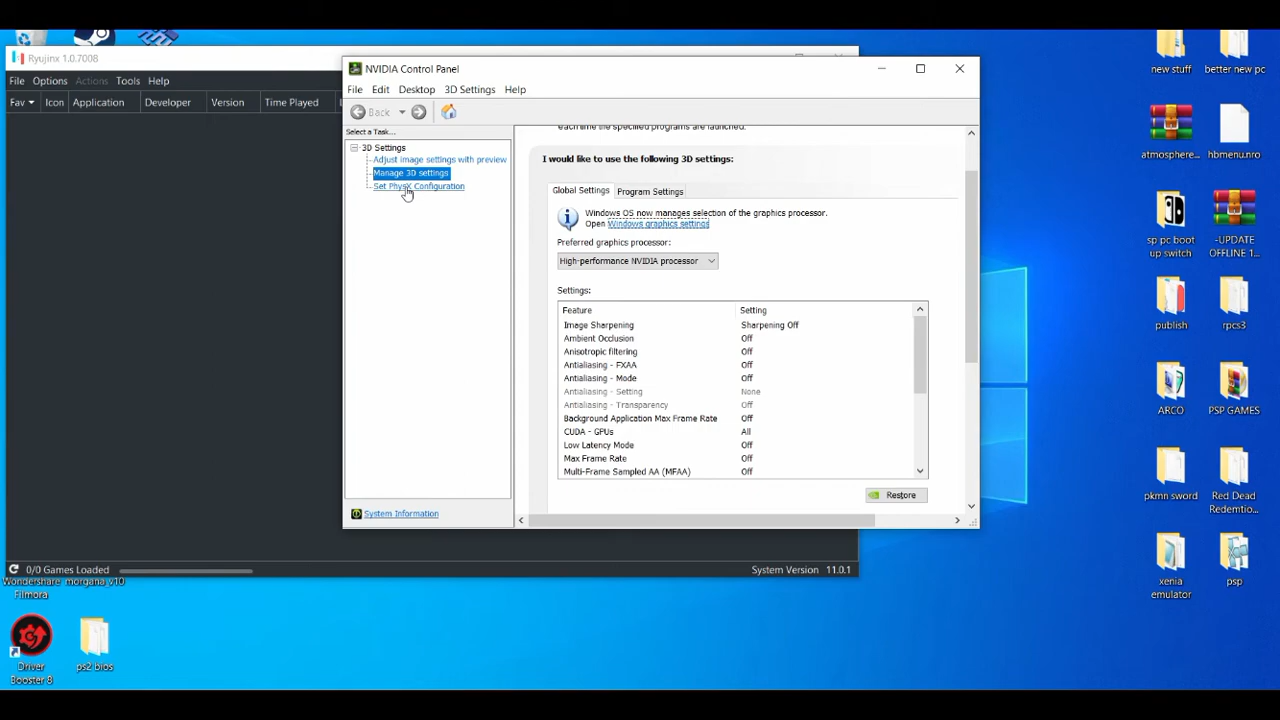 Ryujinx 1.0.7008
File Options Actions Tools Help
Fav Icon Application Developer Version Time Played
0/0 Games Loaded
System Version 11.0.1
NVIDIA Control Panel
File Edit Desktop 3D Settings Help
Back
Select a Task...
3D Settings
Adjust image settings with preview
Manage 3D settings
Set PhysX Configuration
System Information
each time the specified programs are launched.
I would like to use the following 3D settings:
Global Settings Program Settings
Windows OS now manages selection of the graphics processor.
Open Windows graphics settings
Preferred graphics processor:
High-performance NVIDIA processor
Settings:
Feature Setting
Image Sharpening Sharpening Off
Ambient Occlusion Off
Anisotropic filtering Off
Antialiasing - FXAA Off
Antialiasing - Mode Off
Antialiasing - Setting None
Antialiasing - Transparency Off
Background Application Max Frame Rate Off
CUDA - GPUs All
Low Latency Mode Off
Max Frame Rate Off
Multi-Frame Sampled AA (MFAA) Off
Restore
new stuff
better new pc
atmosphere...
hbmenu.nro
sp pc boot
up switch
-UPDATE
OFFLINE 1...
publish
rpcs3
ARCO
PSP GAMES
pkmn sword
Red Dead
Redemtio...
xenia
emulator
psp
Wondershare
Filmora
morgana_v10
Driver
Booster 8
ps2 bios